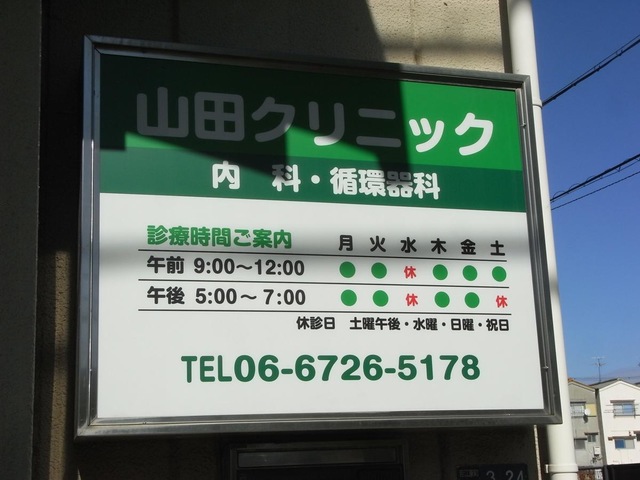 山田クリニック
内 科・循環器科
診療時間ご案内 月 火 水 木 金 土
午前 9:00～12:00 ● ● 休 ● ● ●
午後 5:00～7:00 ● ● 休 ● ● 休
休診日 土曜午後・水曜・日曜・祝日
TEL06-6726-5178
3 24